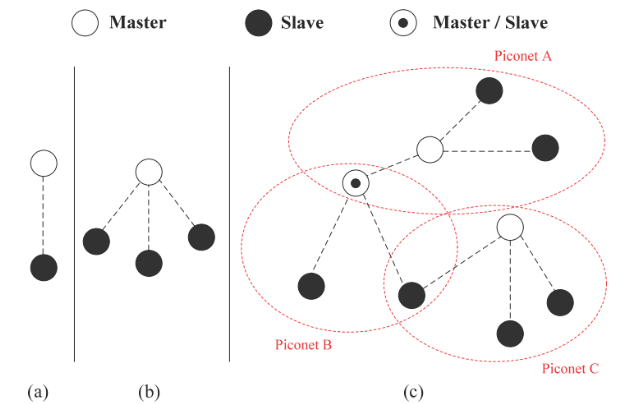 Master Slave Master / Slave
Piconet A
Piconet B
Piconet C
(a) (b) (c)